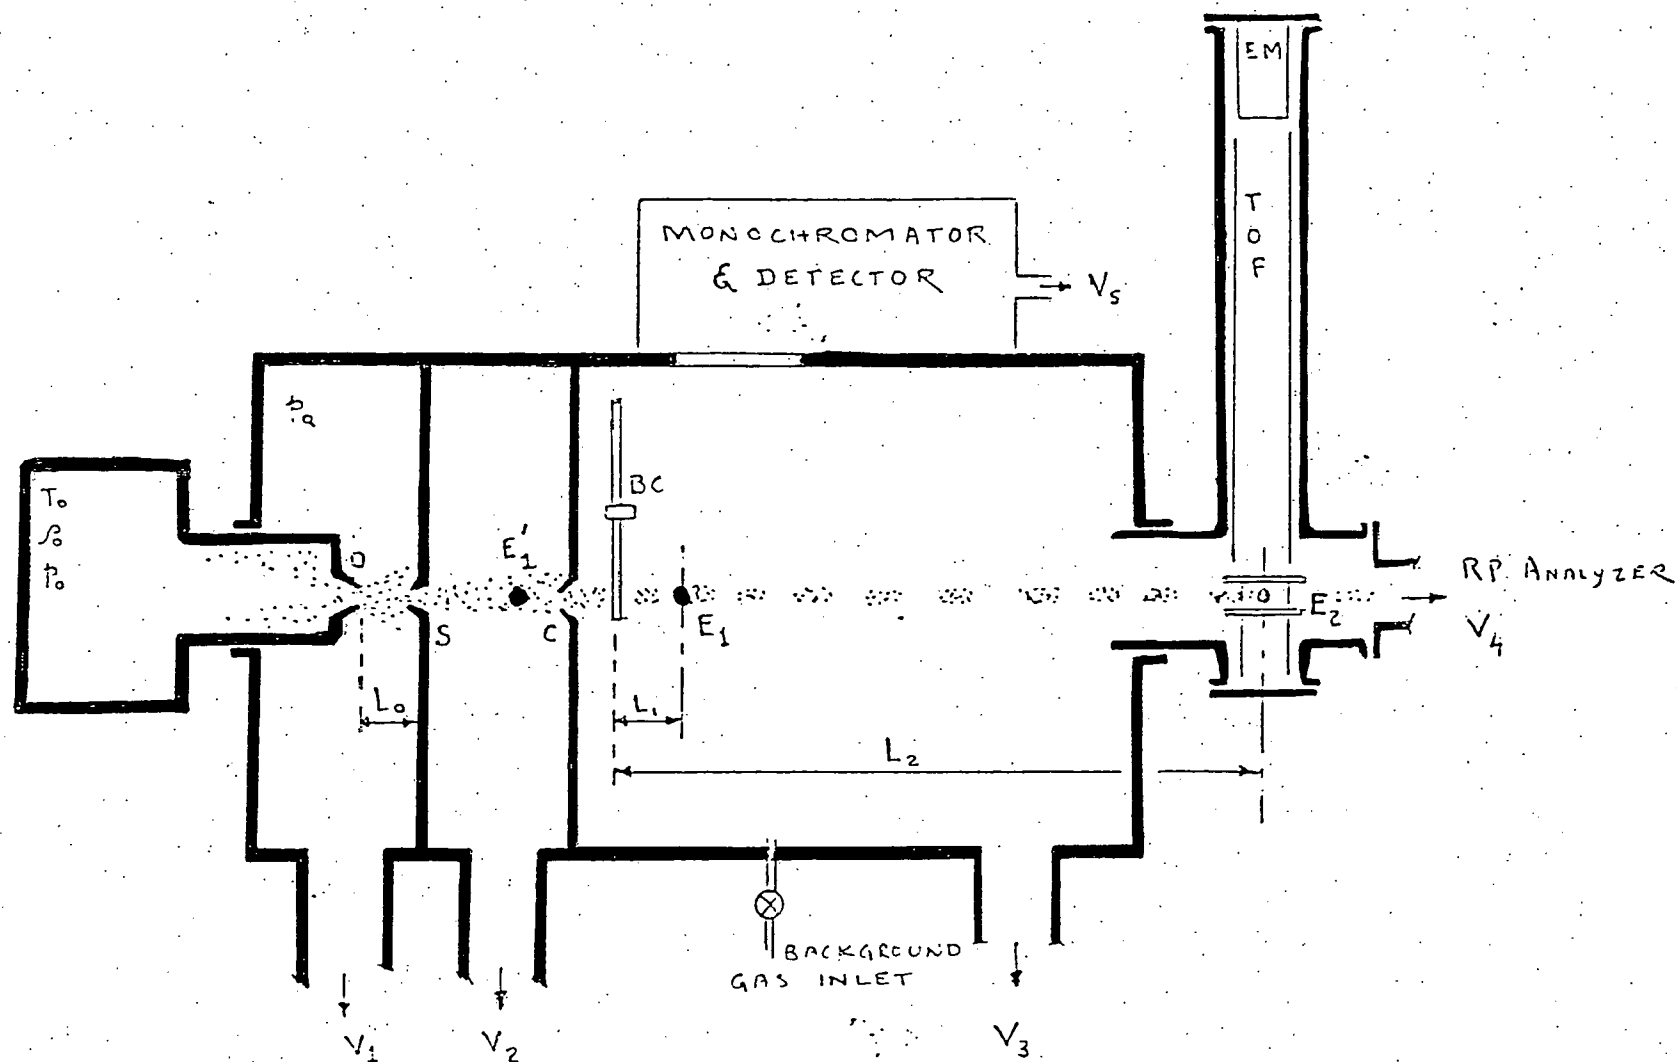 EM
T
O
F
MONOCHROMATOR
& DETECTOR
V₅
pₐ
T₀
ρ₀
p₀
BC
O
E₁'
S
C
E₁
E₂
RP. ANALYZER
V₄
L₀
L₁
L₂
BACKGROUND
GAS INLET
V₁
V₂
V₃